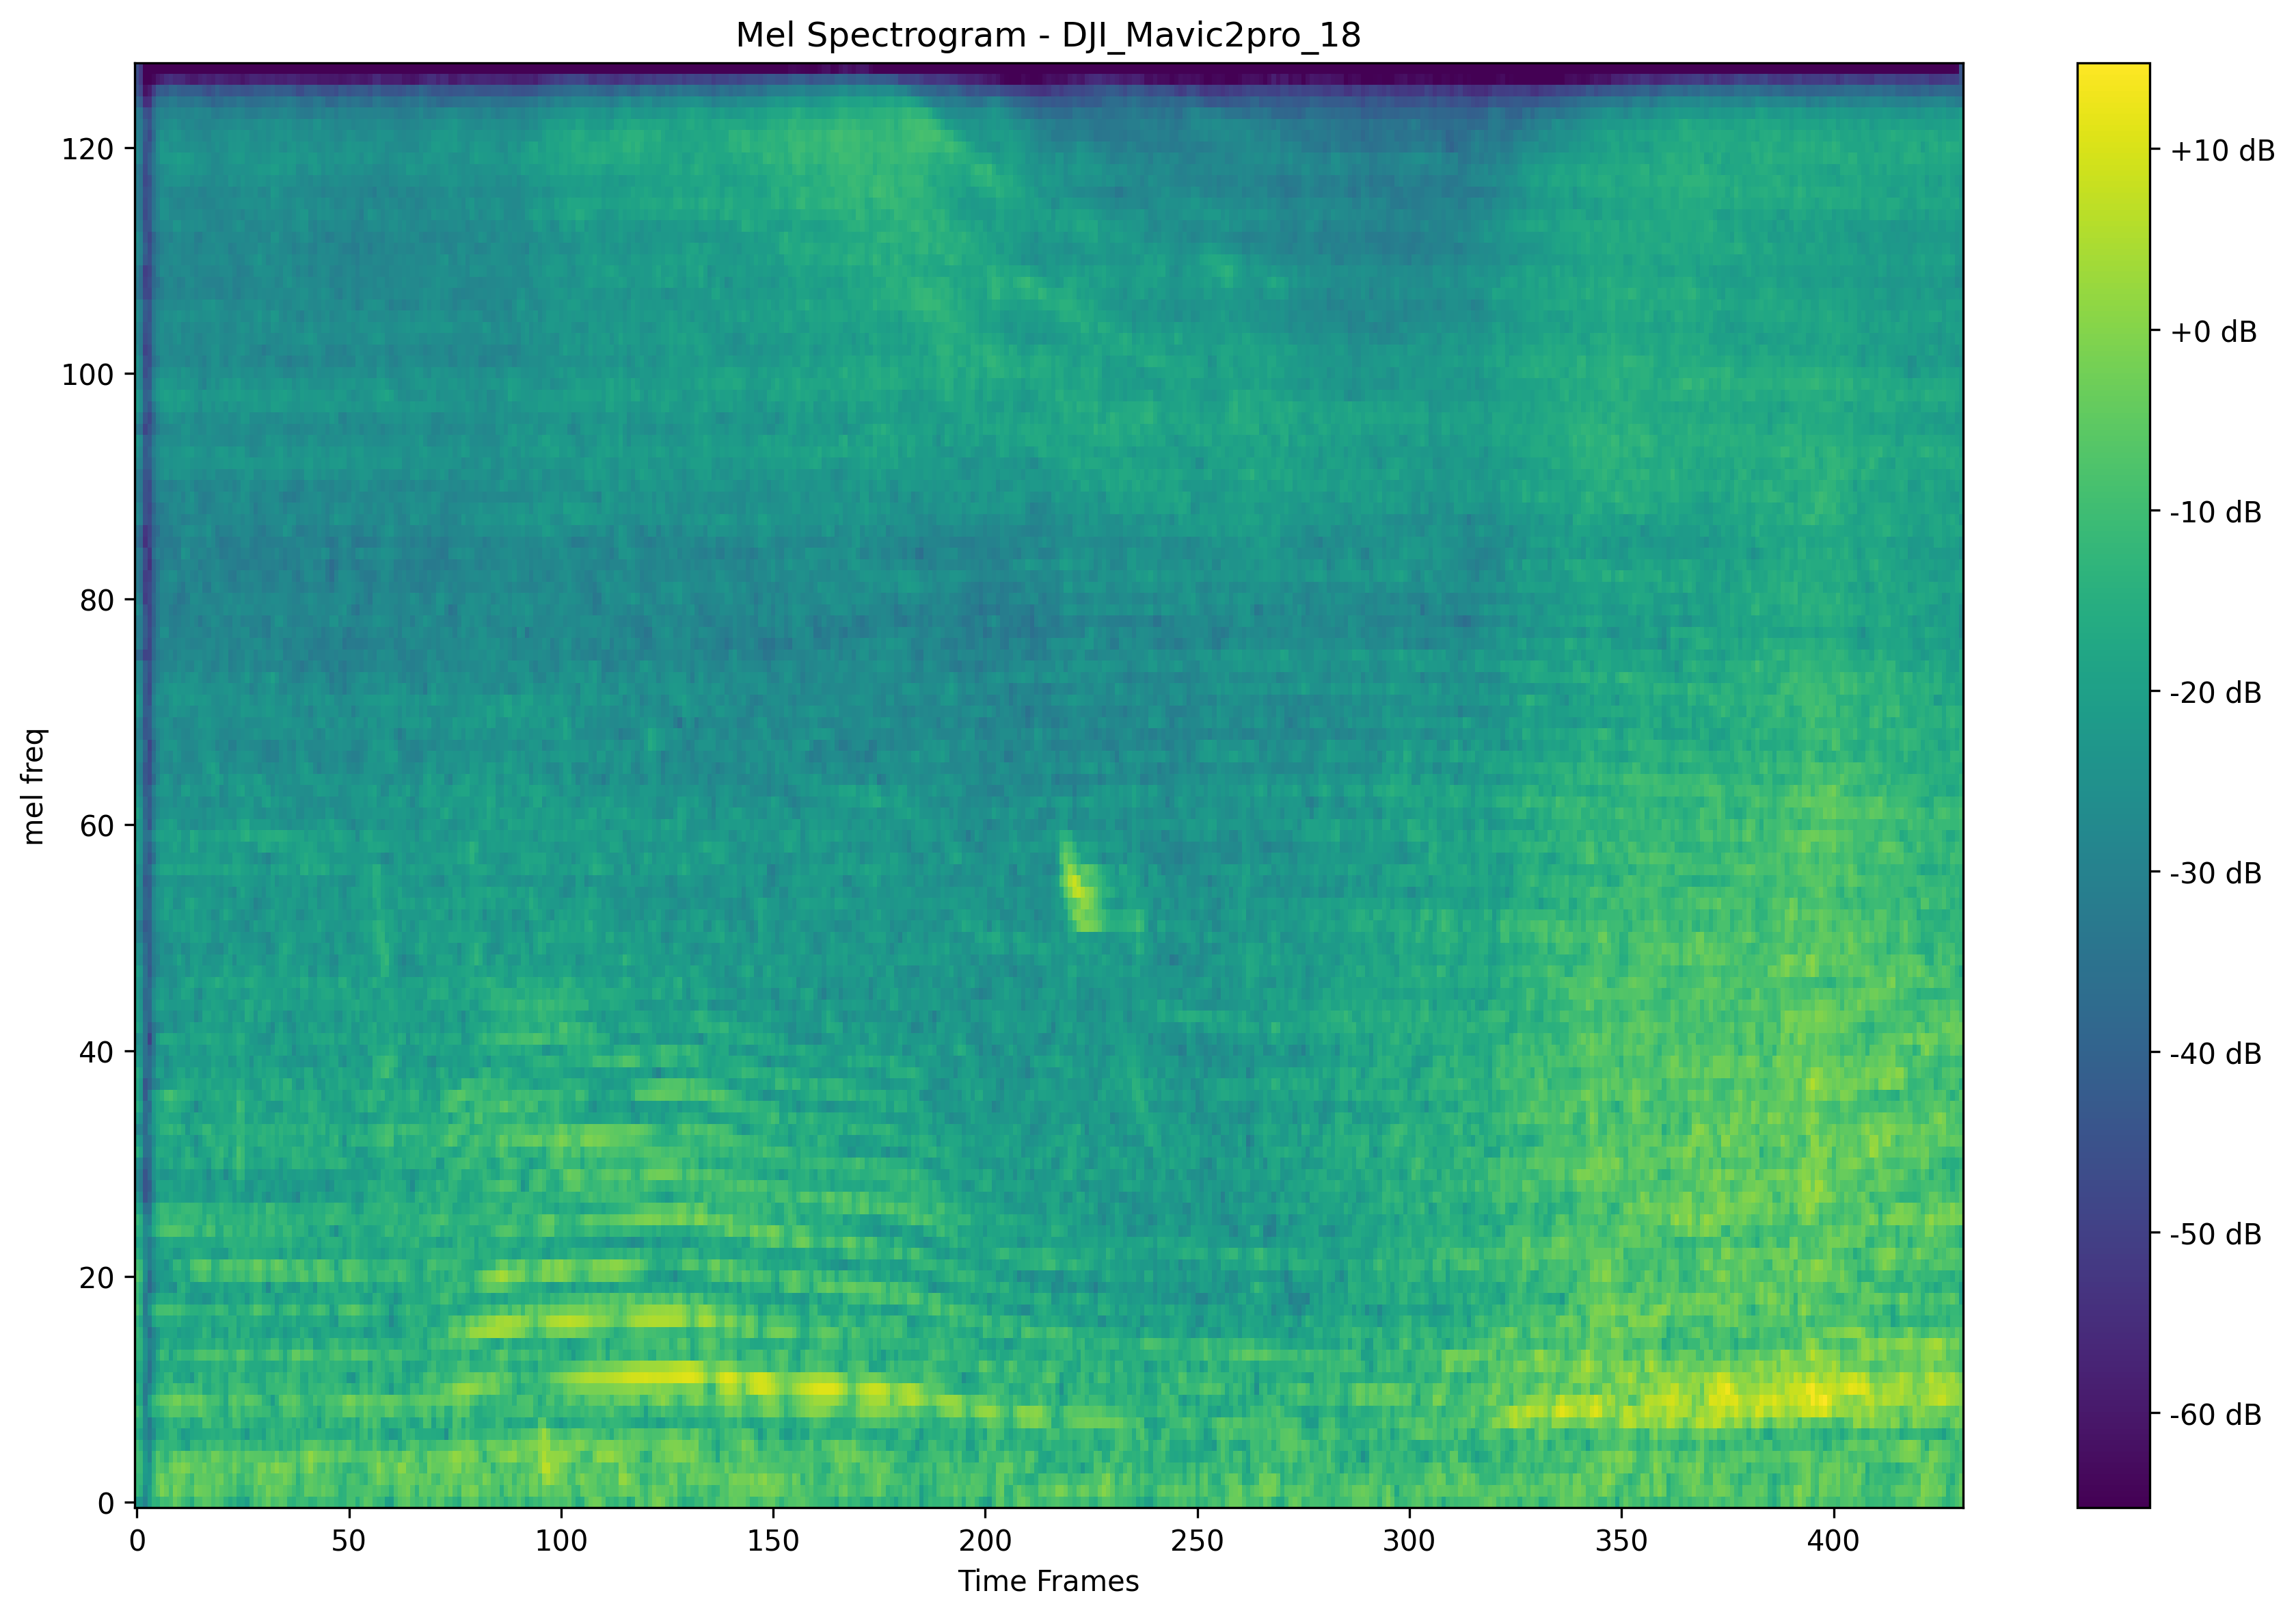 Mel Spectrogram - DJI_Mavic2pro_18
120
100
80
60
40
20
0
mel freq
0 50 100 150 200 250 300 350 400
Time Frames
+10 dB
+0 dB
-10 dB
-20 dB
-30 dB
-40 dB
-50 dB
-60 dB